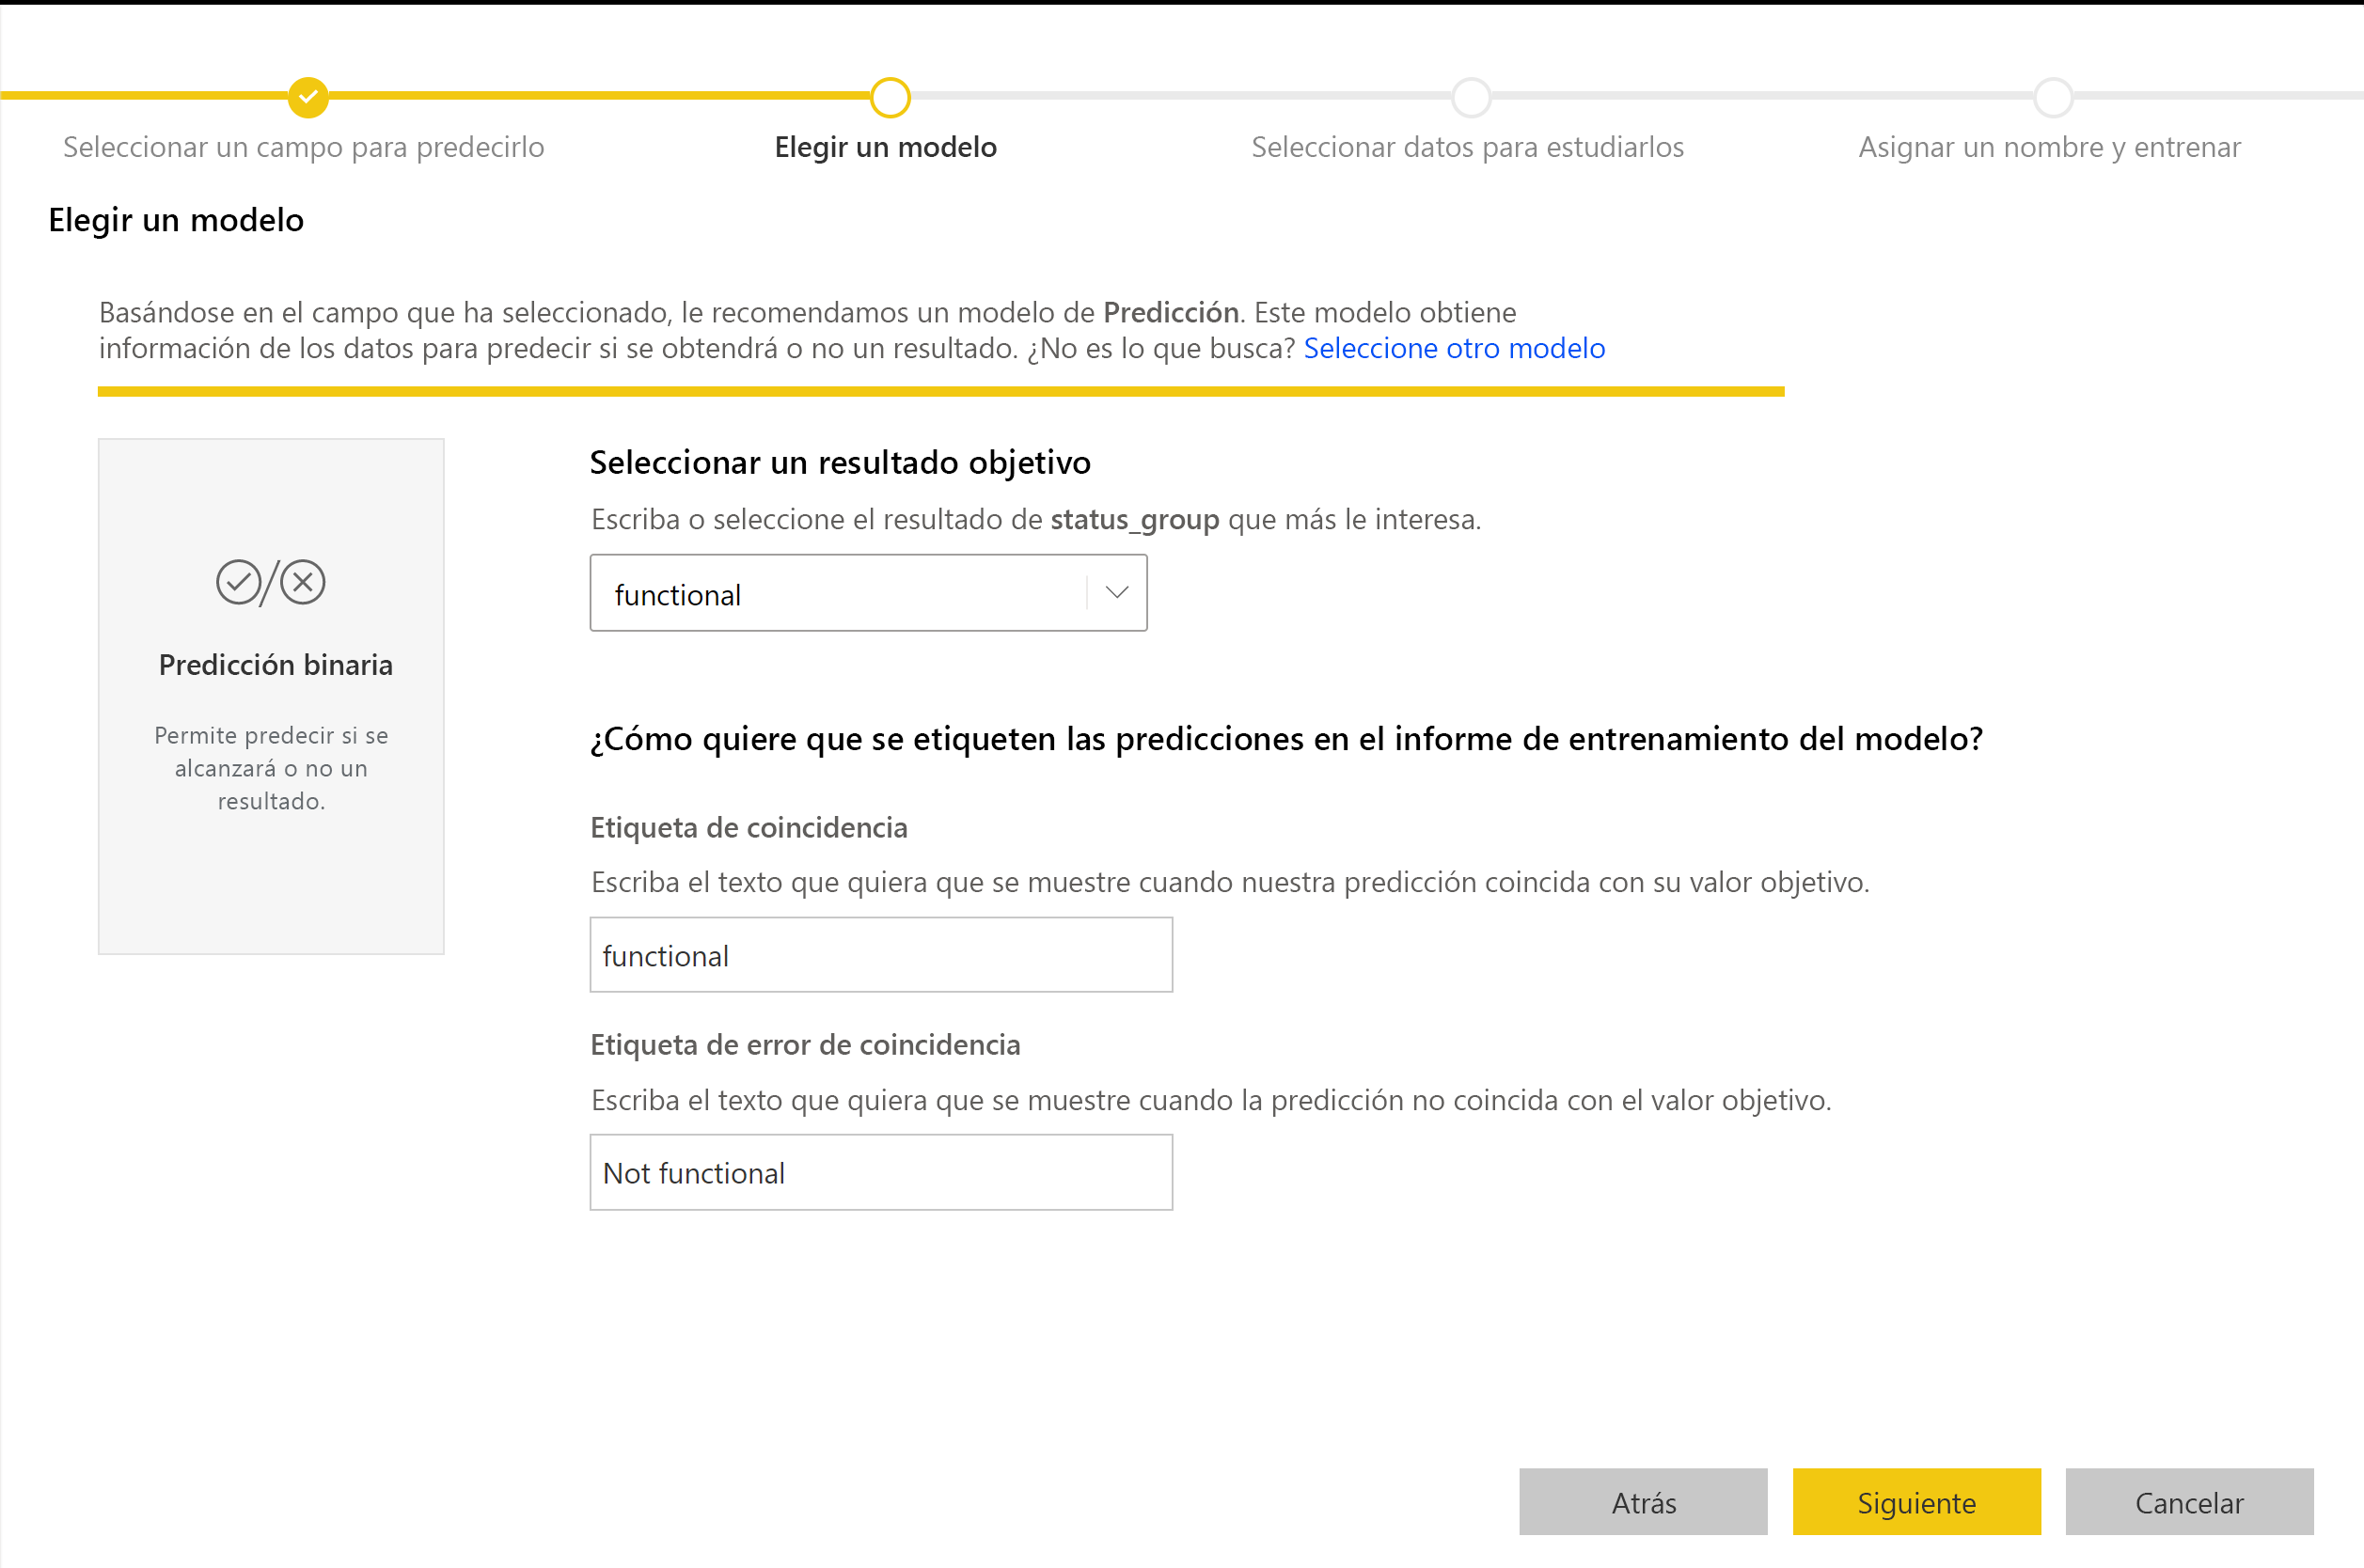 Seleccionar un campo para predecirlo
Elegir un modelo
Seleccionar datos para estudiarlos
Asignar un nombre y entrenar
Elegir un modelo
Basándose en el campo que ha seleccionado, le recomendamos un modelo de Predicción. Este modelo obtiene
información de los datos para predecir si se obtendrá o no un resultado. ¿No es lo que busca? Seleccione otro modelo
Predicción binaria
Permite predecir si se
alcanzará o no un
resultado.
Seleccionar un resultado objetivo
Escriba o seleccione el resultado de status_group que más le interesa.
functional
¿Cómo quiere que se etiqueten las predicciones en el informe de entrenamiento del modelo?
Etiqueta de coincidencia
Escriba el texto que quiera que se muestre cuando nuestra predicción coincida con su valor objetivo.
functional
Etiqueta de error de coincidencia
Escriba el texto que quiera que se muestre cuando la predicción no coincida con el valor objetivo.
Not functional
Atrás
Siguiente
Cancelar